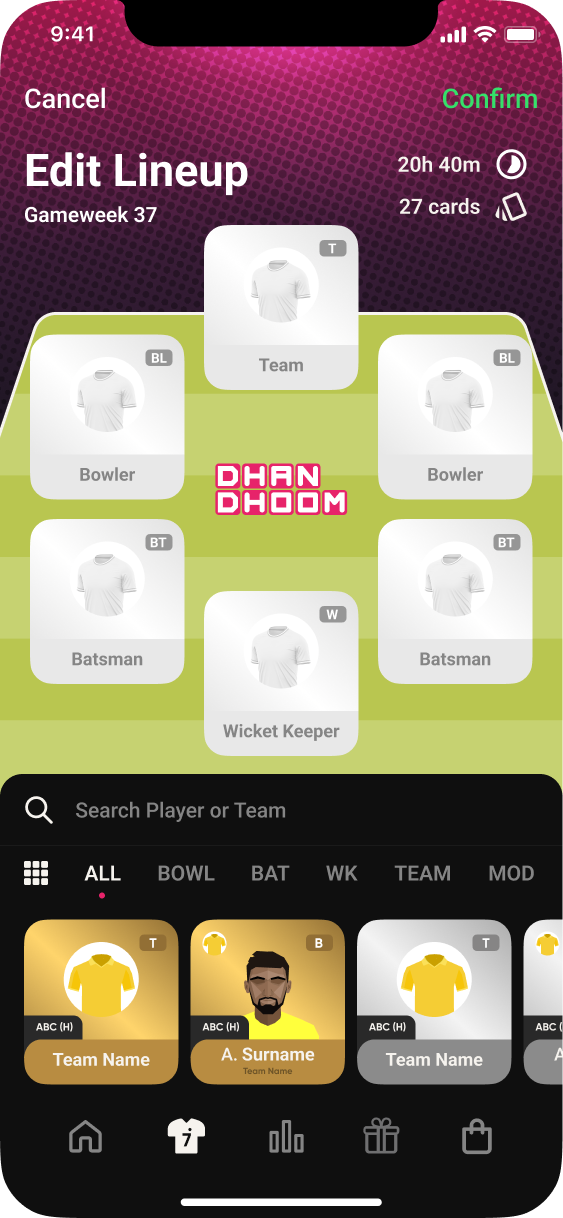 9:41
Cancel
Confirm
Edit Lineup
20h 40m
Gameweek 37
27 cards
T
Team
BL
Bowler
BL
Bowler
DHAN
DHOOM
BT
Batsman
BT
Batsman
W
Wicket Keeper
Search Player or Team
ALL BOWL BAT WK TEAM MOD
T
ABC (H)
Team Name
B
ABC (H)
A. Surname
Team Name
T
ABC (H)
Team Name
ABC (
A
7